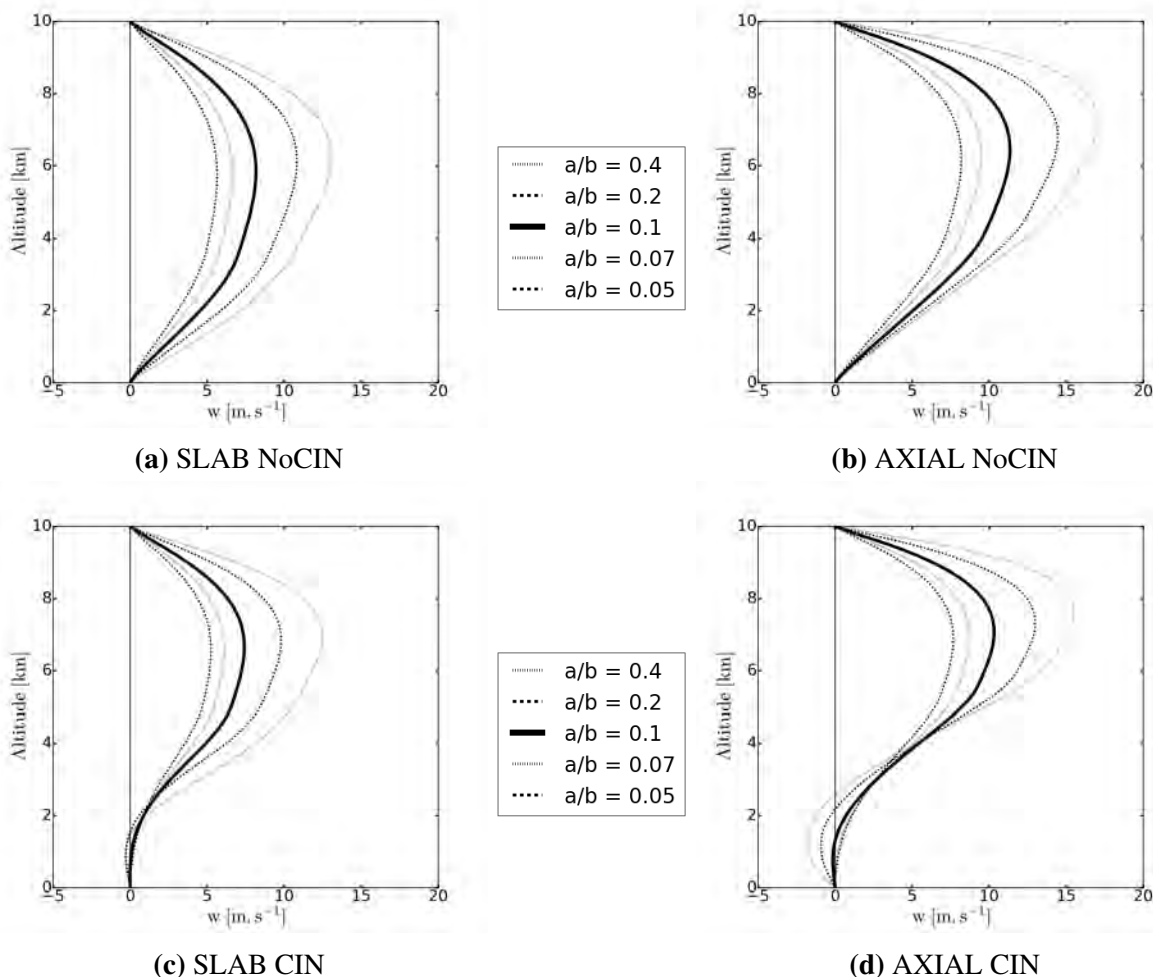 10
8
6
4
2
0
−5 0 5 10 15 20
Altitude [km]
w [m.s⁻¹]
(a) SLAB NoCIN
a/b = 0.4
a/b = 0.2
a/b = 0.1
a/b = 0.07
a/b = 0.05
10
8
6
4
2
0
−5 0 5 10 15 20
Altitude [km]
w [m.s⁻¹]
(b) AXIAL NoCIN
10
8
6
4
2
0
−5 0 5 10 15 20
Altitude [km]
w [m.s⁻¹]
(c) SLAB CIN
a/b = 0.4
a/b = 0.2
a/b = 0.1
a/b = 0.07
a/b = 0.05
10
8
6
4
2
0
−5 0 5 10 15 20
Altitude [km]
w [m.s⁻¹]
(d) AXIAL CIN